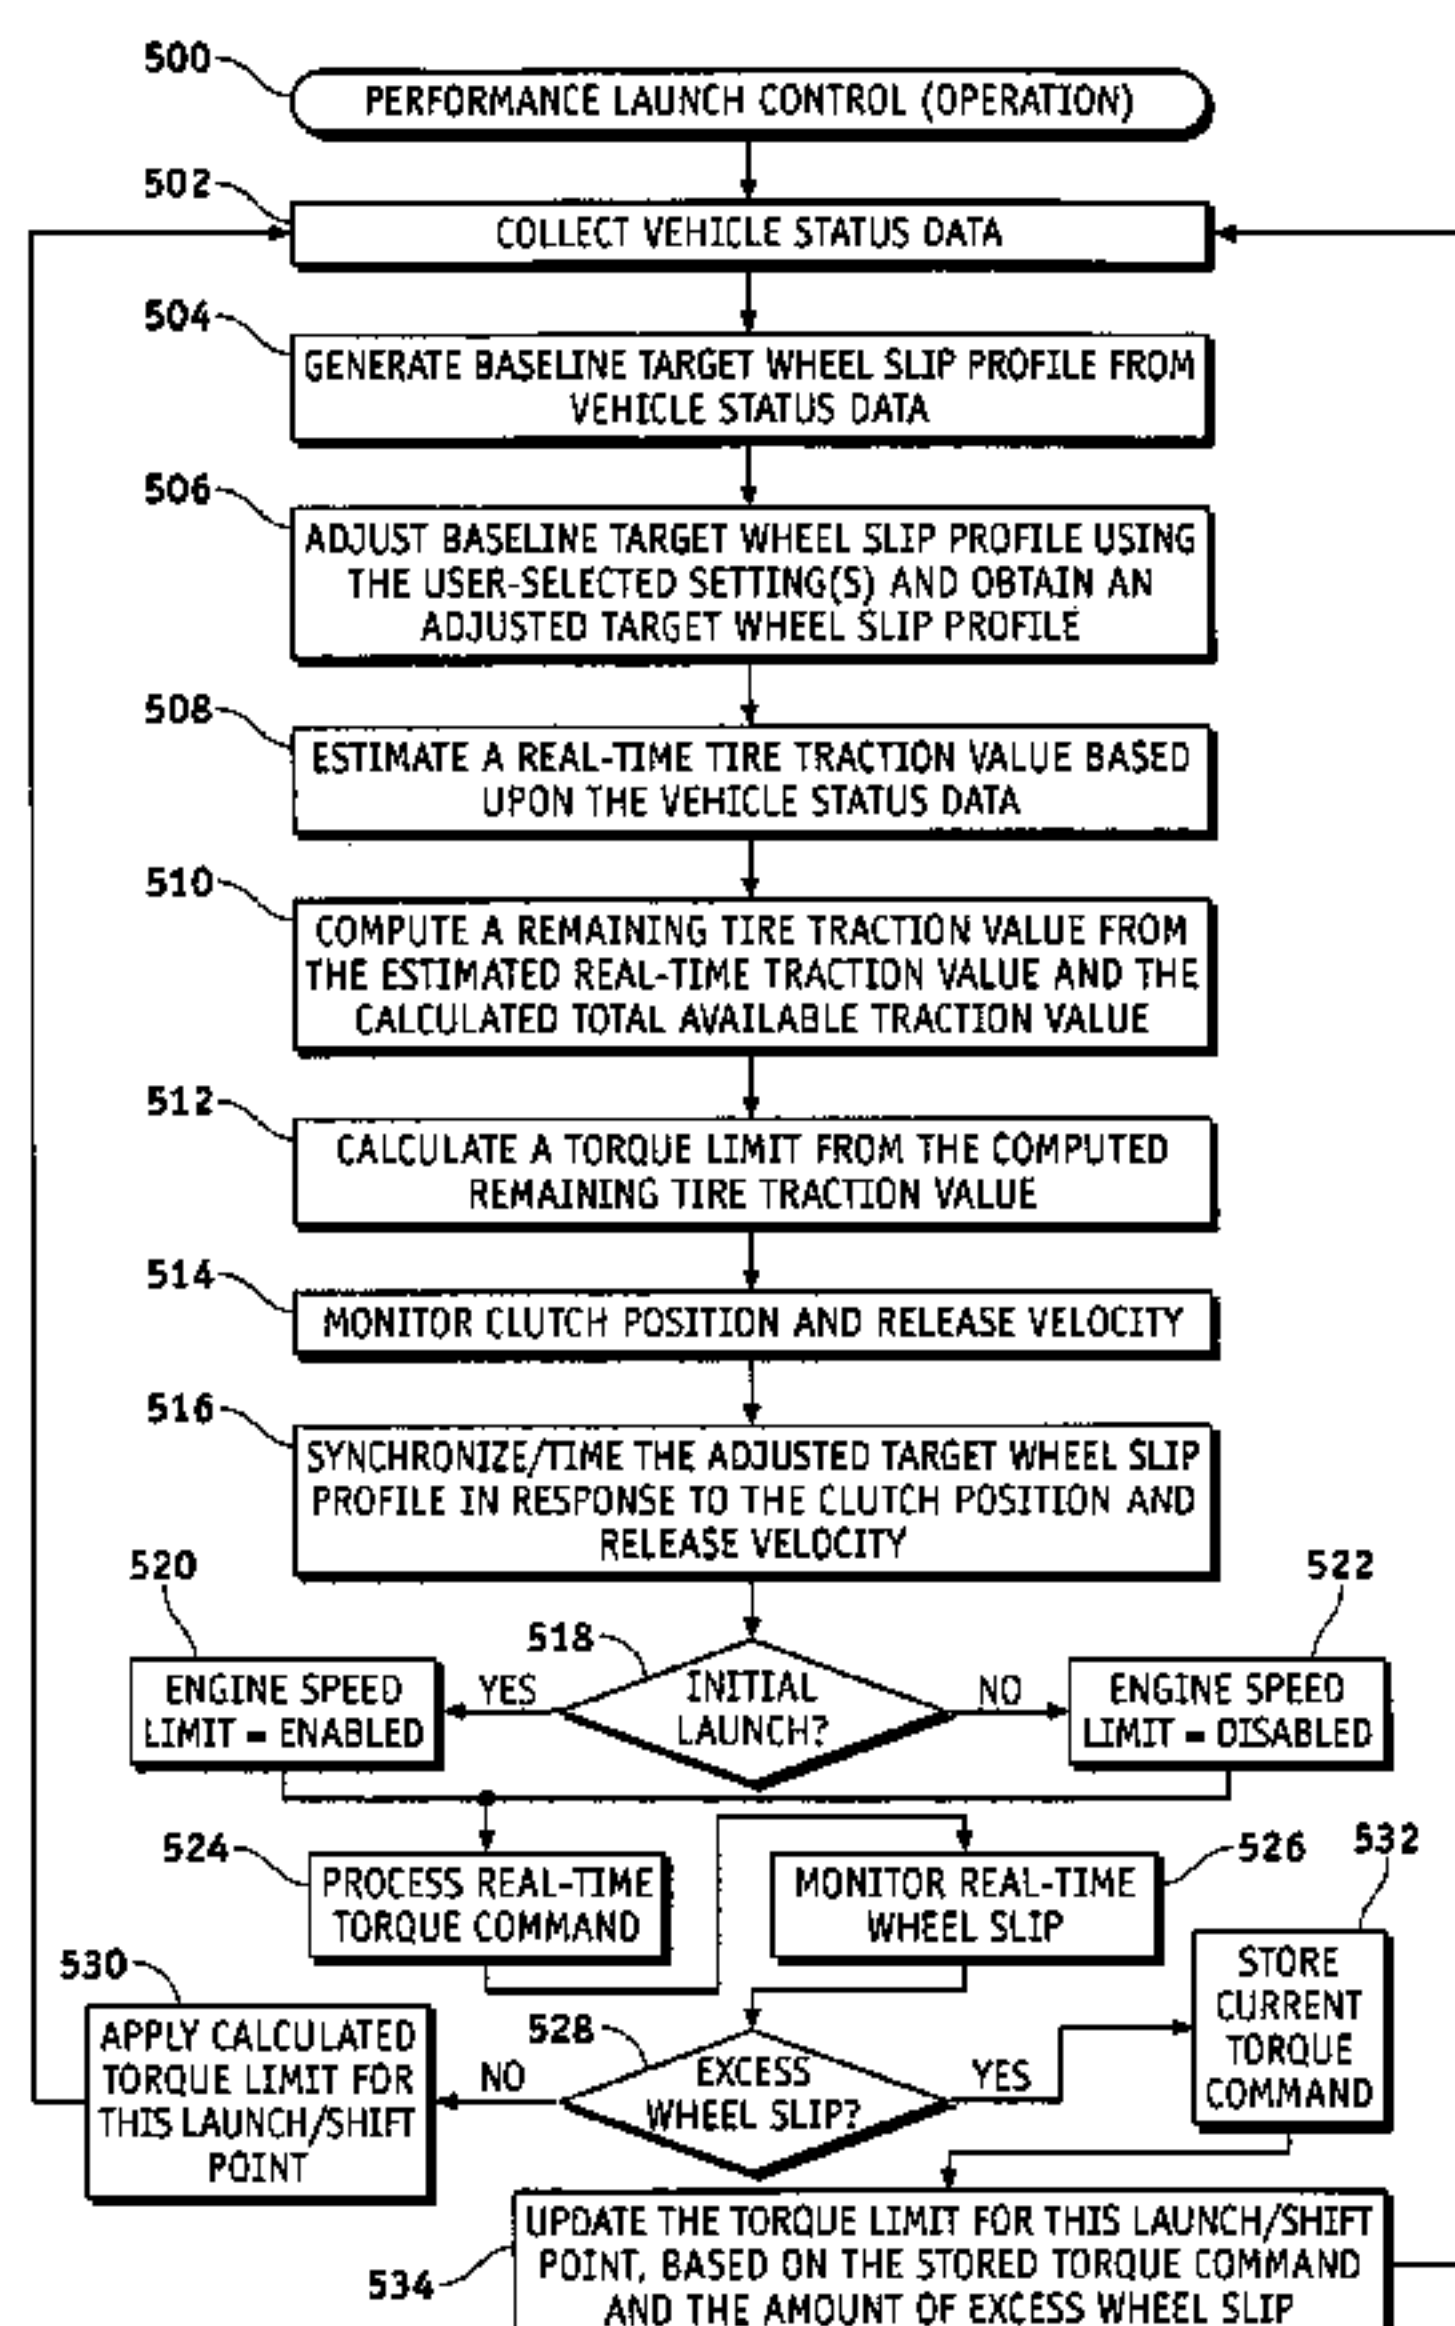 500
PERFORMANCE LAUNCH CONTROL (OPERATION)
502
COLLECT VEHICLE STATUS DATA
504
GENERATE BASELINE TARGET WHEEL SLIP PROFILE FROM
VEHICLE STATUS DATA
506
ADJUST BASELINE TARGET WHEEL SLIP PROFILE USING
THE USER-SELECTED SETTING(S) AND OBTAIN AN
ADJUSTED TARGET WHEEL SLIP PROFILE
508
ESTIMATE A REAL-TIME TIRE TRACTION VALUE BASED
UPON THE VEHICLE STATUS DATA
510
COMPUTE A REMAINING TIRE TRACTION VALUE FROM
THE ESTIMATED REAL-TIME TRACTION VALUE AND THE
CALCULATED TOTAL AVAILABLE TRACTION VALUE
512
CALCULATE A TORQUE LIMIT FROM THE COMPUTED
REMAINING TIRE TRACTION VALUE
514
MONITOR CLUTCH POSITION AND RELEASE VELOCITY
516
SYNCHRONIZE/TIME THE ADJUSTED TARGET WHEEL SLIP
PROFILE IN RESPONSE TO THE CLUTCH POSITION AND
RELEASE VELOCITY
520
ENGINE SPEED
LIMIT = ENABLED
YES
518
INITIAL
LAUNCH?
NO
522
ENGINE SPEED
LIMIT = DISABLED
524
PROCESS REAL-TIME
TORQUE COMMAND
526
MONITOR REAL-TIME
WHEEL SLIP
532
STORE
CURRENT
TORQUE
COMMAND
530
APPLY CALCULATED
TORQUE LIMIT FOR
THIS LAUNCH/SHIFT
POINT
NO
528
EXCESS
WHEEL SLIP?
YES
534
UPDATE THE TORQUE LIMIT FOR THIS LAUNCH/SHIFT
POINT, BASED ON THE STORED TORQUE COMMAND
AND THE AMOUNT OF EXCESS WHEEL SLIP